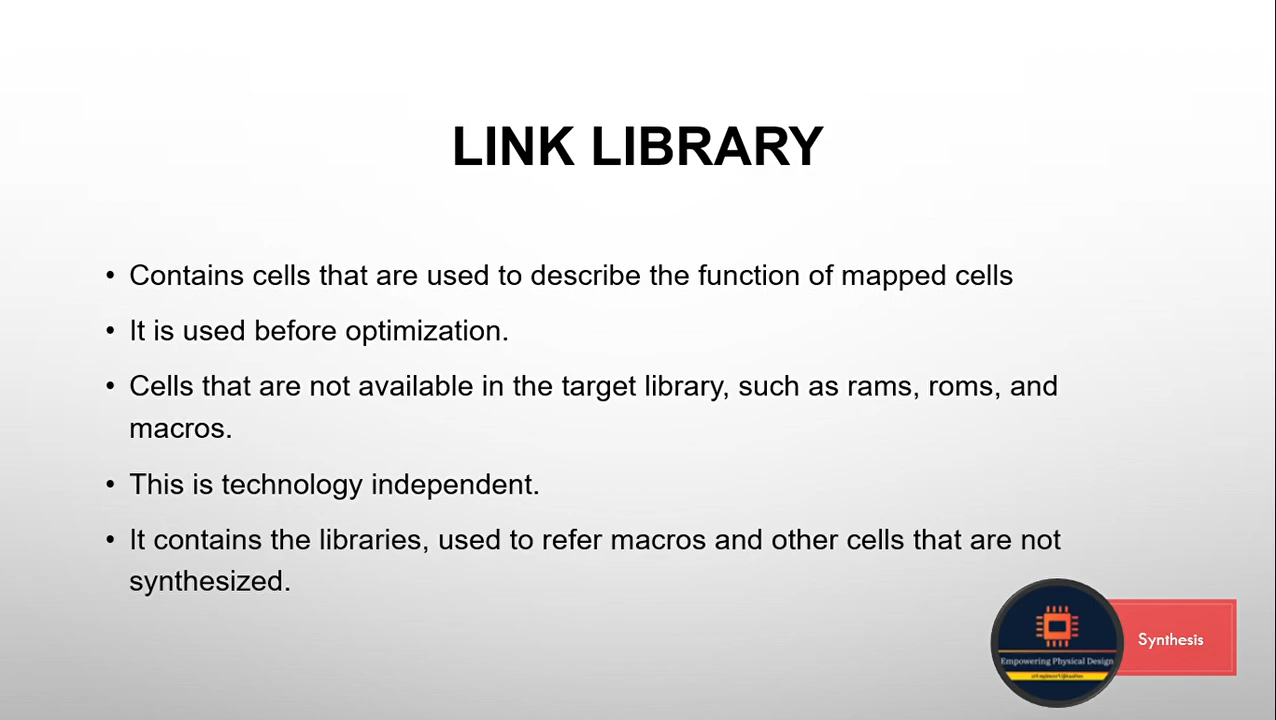 LINK LIBRARY
• Contains cells that are used to describe the function of mapped cells
• It is used before optimization.
• Cells that are not available in the target library, such as rams, roms, and
macros.
• This is technology independent.
• It contains the libraries, used to refer macros and other cells that are not
synthesized.
Synthesis
Empowering Physical Design